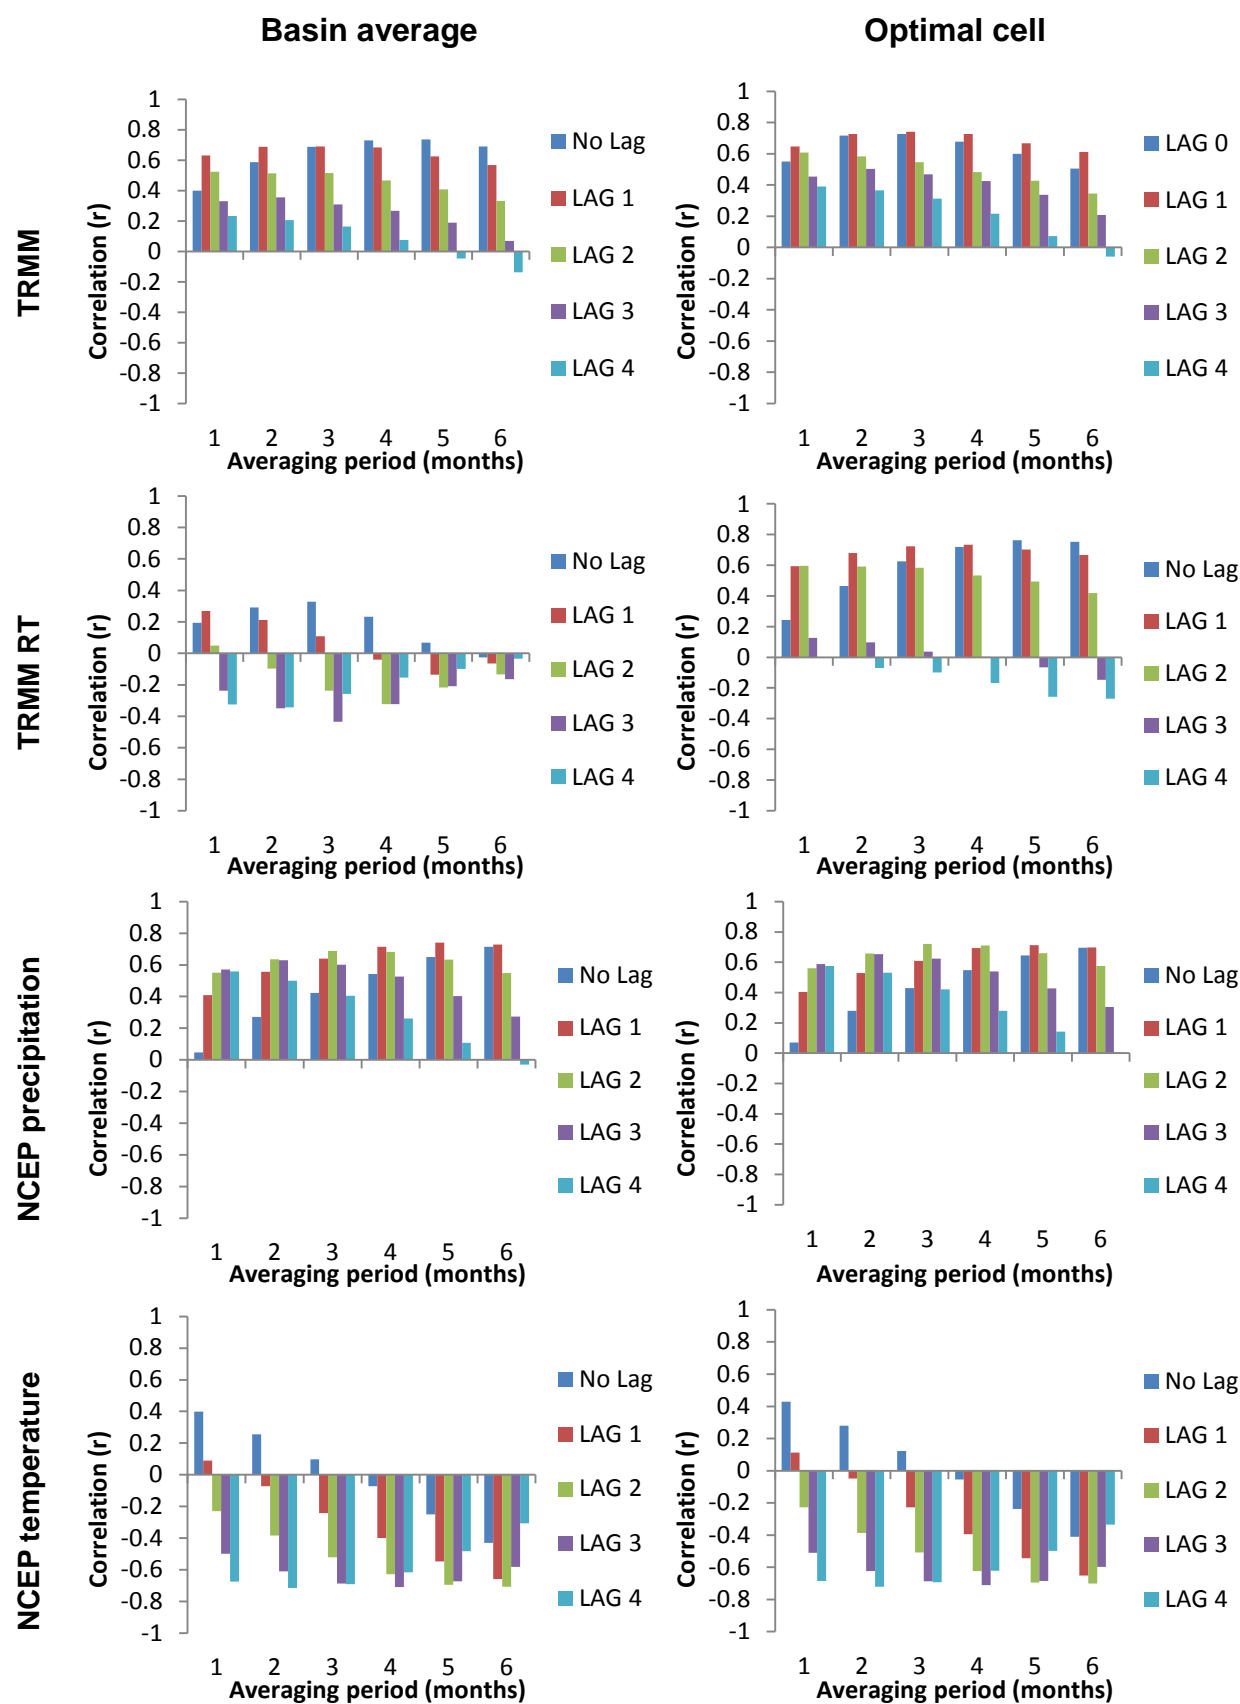 Basin average
Optimal cell
TRMM
1
0.8
0.6
0.4
0.2
0
-0.2
-0.4
-0.6
-0.8
-1
Correlation (r)
1 2 3 4 5 6
Averaging period (months)
No Lag
LAG 1
LAG 2
LAG 3
LAG 4
1
0.8
0.6
0.4
0.2
0
-0.2
-0.4
-0.6
-0.8
-1
Correlation (r)
1 2 3 4 5 6
Averaging period (months)
LAG 0
LAG 1
LAG 2
LAG 3
LAG 4
TRMM RT
1
0.8
0.6
0.4
0.2
0
-0.2
-0.4
-0.6
-0.8
-1
Correlation (r)
1 2 3 4 5 6
Averaging period (months)
No Lag
LAG 1
LAG 2
LAG 3
LAG 4
1
0.8
0.6
0.4
0.2
0
-0.2
-0.4
-0.6
-0.8
-1
Correlation (r)
1 2 3 4 5 6
Averaging period (months)
No Lag
LAG 1
LAG 2
LAG 3
LAG 4
NCEP precipitation
1
0.8
0.6
0.4
0.2
0
-0.2
-0.4
-0.6
-0.8
-1
Correlation (r)
1 2 3 4 5 6
Averaging period (months)
No Lag
LAG 1
LAG 2
LAG 3
LAG 4
1
0.8
0.6
0.4
0.2
0
-0.2
-0.4
-0.6
-0.8
-1
Correlation (r)
1 2 3 4 5 6
Averaging period (months)
No Lag
LAG 1
LAG 2
LAG 3
LAG 4
NCEP temperature
1
0.8
0.6
0.4
0.2
0
-0.2
-0.4
-0.6
-0.8
-1
Correlation (r)
1 2 3 4 5 6
Averaging period (months)
No Lag
LAG 1
LAG 2
LAG 3
LAG 4
1
0.8
0.6
0.4
0.2
0
-0.2
-0.4
-0.6
-0.8
-1
Correlation (r)
1 2 3 4 5 6
Averaging period (months)
No Lag
LAG 1
LAG 2
LAG 3
LAG 4